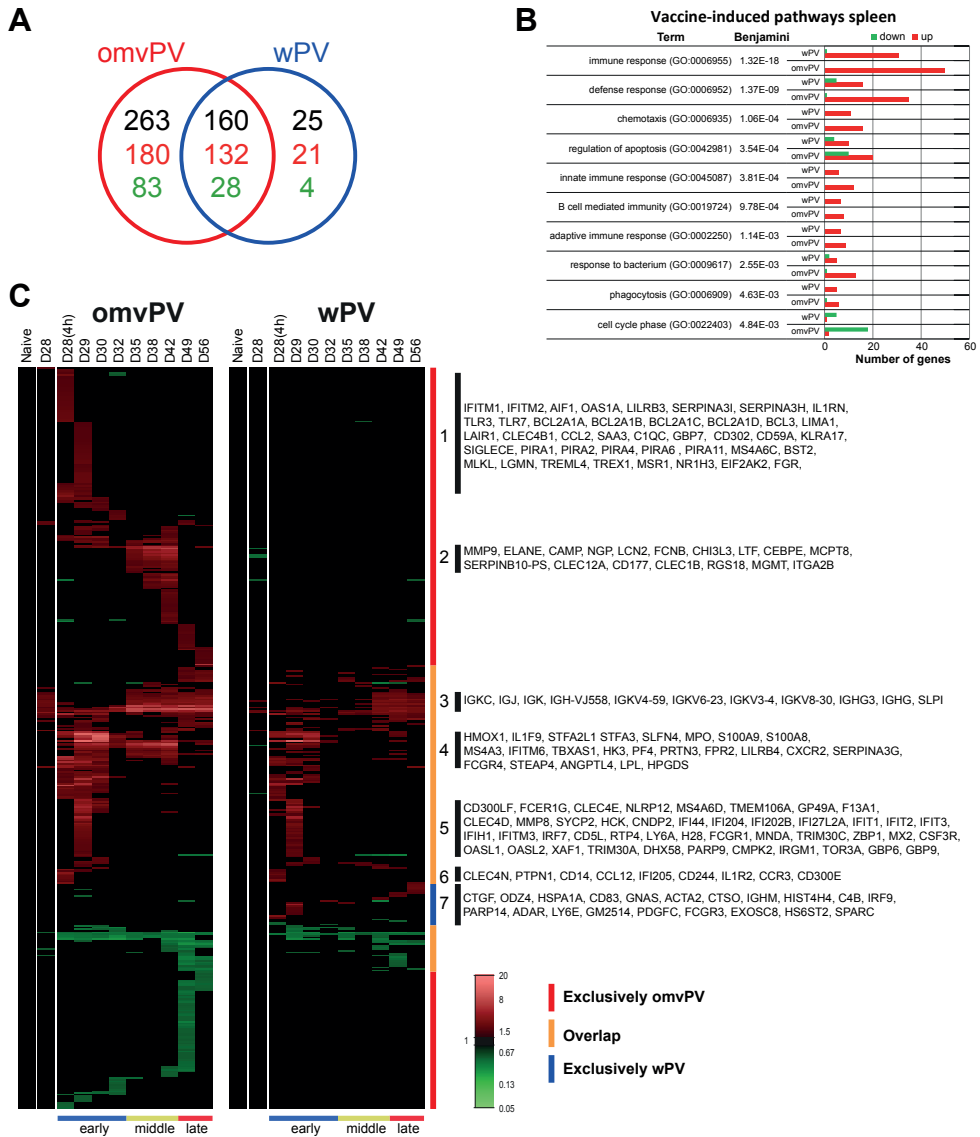 A
omvPV
wPV
263
160
25
180
132
21
83
28
4
B
Vaccine-induced pathways spleen
Term
Benjamini
down
up
immune response (GO:0006955) 1.32E-18
wPV
omvPV
defense response (GO:0006952) 1.37E-09
wPV
omvPV
chemotaxis (GO:0006935) 1.06E-04
wPV
omvPV
regulation of apoptosis (GO:0042981) 3.54E-04
wPV
omvPV
innate immune response (GO:0045087) 3.81E-04
wPV
omvPV
B cell mediated immunity (GO:0019724) 9.78E-04
wPV
omvPV
adaptive immune response (GO:0002250) 1.14E-03
wPV
omvPV
response to bacterium (GO:0009617) 2.55E-03
wPV
omvPV
phagocytosis (GO:0006909) 4.63E-03
wPV
omvPV
cell cycle phase (GO:0022403) 4.84E-03
wPV
omvPV
0 20 40 60
Number of genes
C
omvPV
wPV
Naive D28 D28(4h) D29 D30 D32 D35 D38 D42 D49 D56
Naive D28 D28(4h) D29 D30 D32 D35 D38 D42 D49 D56
1
IFITM1, IFITM2, AIF1, OAS1A, LILRB3, SERPINA3I, SERPINA3H, IL1RN,
TLR3, TLR7, BCL2A1A, BCL2A1B, BCL2A1C, BCL2A1D, BCL3, LIMA1,
LAIR1, CLEC4B1, CCL2, SAA3, C1QC, GBP7, CD302, CD59A, KLRA17,
SIGLECE, PIRA1, PIRA2, PIRA4, PIRA6 , PIRA11, MS4A6C, BST2,
MLKL, LGMN, TREML4, TREX1, MSR1, NR1H3, EIF2AK2, FGR,
2
MMP9, ELANE, CAMP, NGP, LCN2, FCNB, CHI3L3, LTF, CEBPE, MCPT8,
SERPINB10-PS, CLEC12A, CD177, CLEC1B, RGS18, MGMT, ITGA2B
3
IGKC, IGJ, IGK, IGH-VJ558, IGKV4-59, IGKV6-23, IGKV3-4, IGKV8-30, IGHG3, IGHG, SLPI
4
HMOX1, IL1F9, STFA2L1 STFA3, SLFN4, MPO, S100A9, S100A8,
MS4A3, IFITM6, TBXAS1, HK3, PF4, PRTN3, FPR2, LILRB4, CXCR2, SERPINA3G,
FCGR4, STEAP4, ANGPTL4, LPL, HPGDS
5
CD300LF, FCER1G, CLEC4E, NLRP12, MS4A6D, TMEM106A, GP49A, F13A1,
CLEC4D, MMP8, SYCP2, HCK, CNDP2, IFI44, IFI204, IFI202B, IFI27L2A, IFIT1, IFIT2, IFIT3,
IFIH1, IFITM3, IRF7, CD5L, RTP4, LY6A, H28, FCGR1, MNDA, TRIM30C, ZBP1, MX2, CSF3R,
OASL1, OASL2, XAF1, TRIM30A, DHX58, PARP9, CMPK2, IRGM1, TOR3A, GBP6, GBP9,
6
CLEC4N, PTPN1, CD14, CCL12, IFI205, CD244, IL1R2, CCR3, CD300E
7
CTGF, ODZ4, HSPA1A, CD83, GNAS, ACTA2, CTSO, IGHM, HIST4H4, C4B, IRF9,
PARP14, ADAR, LY6E, GM2514, PDGFC, FCGR3, EXOSC8, HS6ST2, SPARC
20
8
1.5
1
0.67
0.13
0.05
Exclusively omvPV
Overlap
Exclusively wPV
early middle late
early middle late